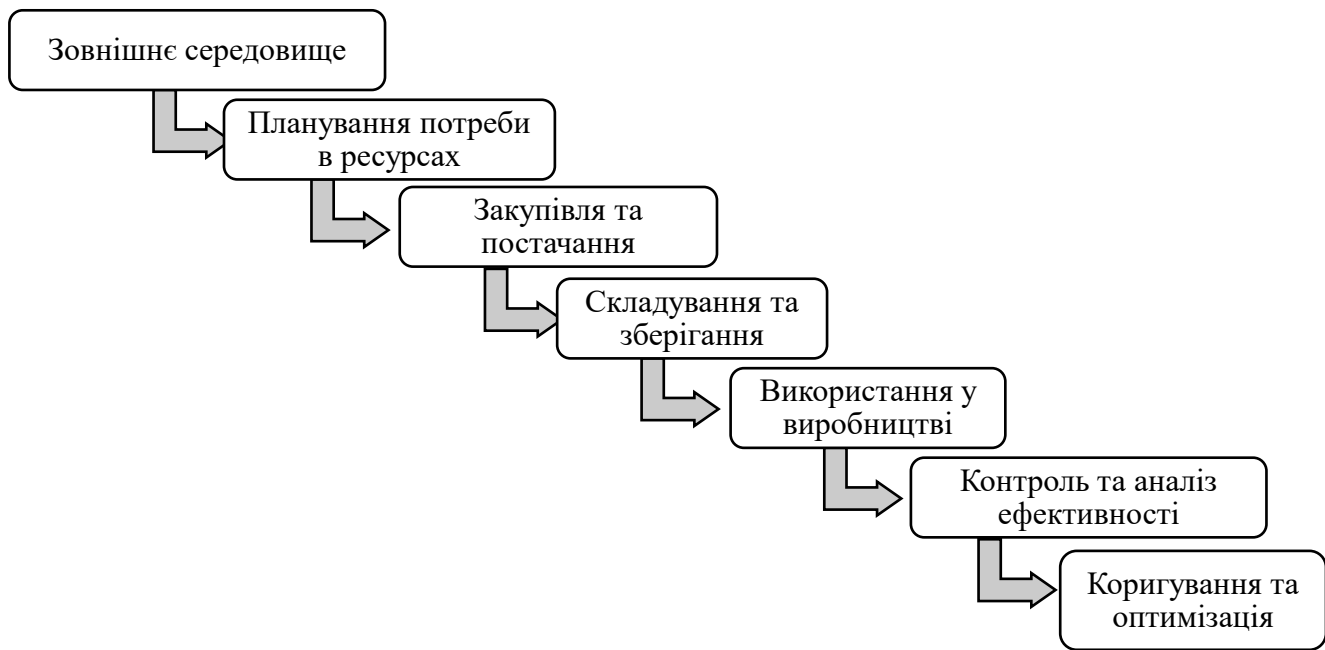 Зовнішнє середовище
Планування потреби
в ресурсах
Закупівля та
постачання
Складування та
зберігання
Використання у
виробництві
Контроль та аналіз
ефективності
Коригування та
оптимізація